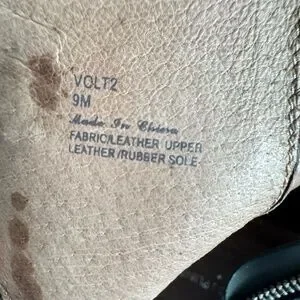 VOLT2
9M
Made In China
FABRIC/LEATHER UPPER
LEATHER/RUBBER SOLE